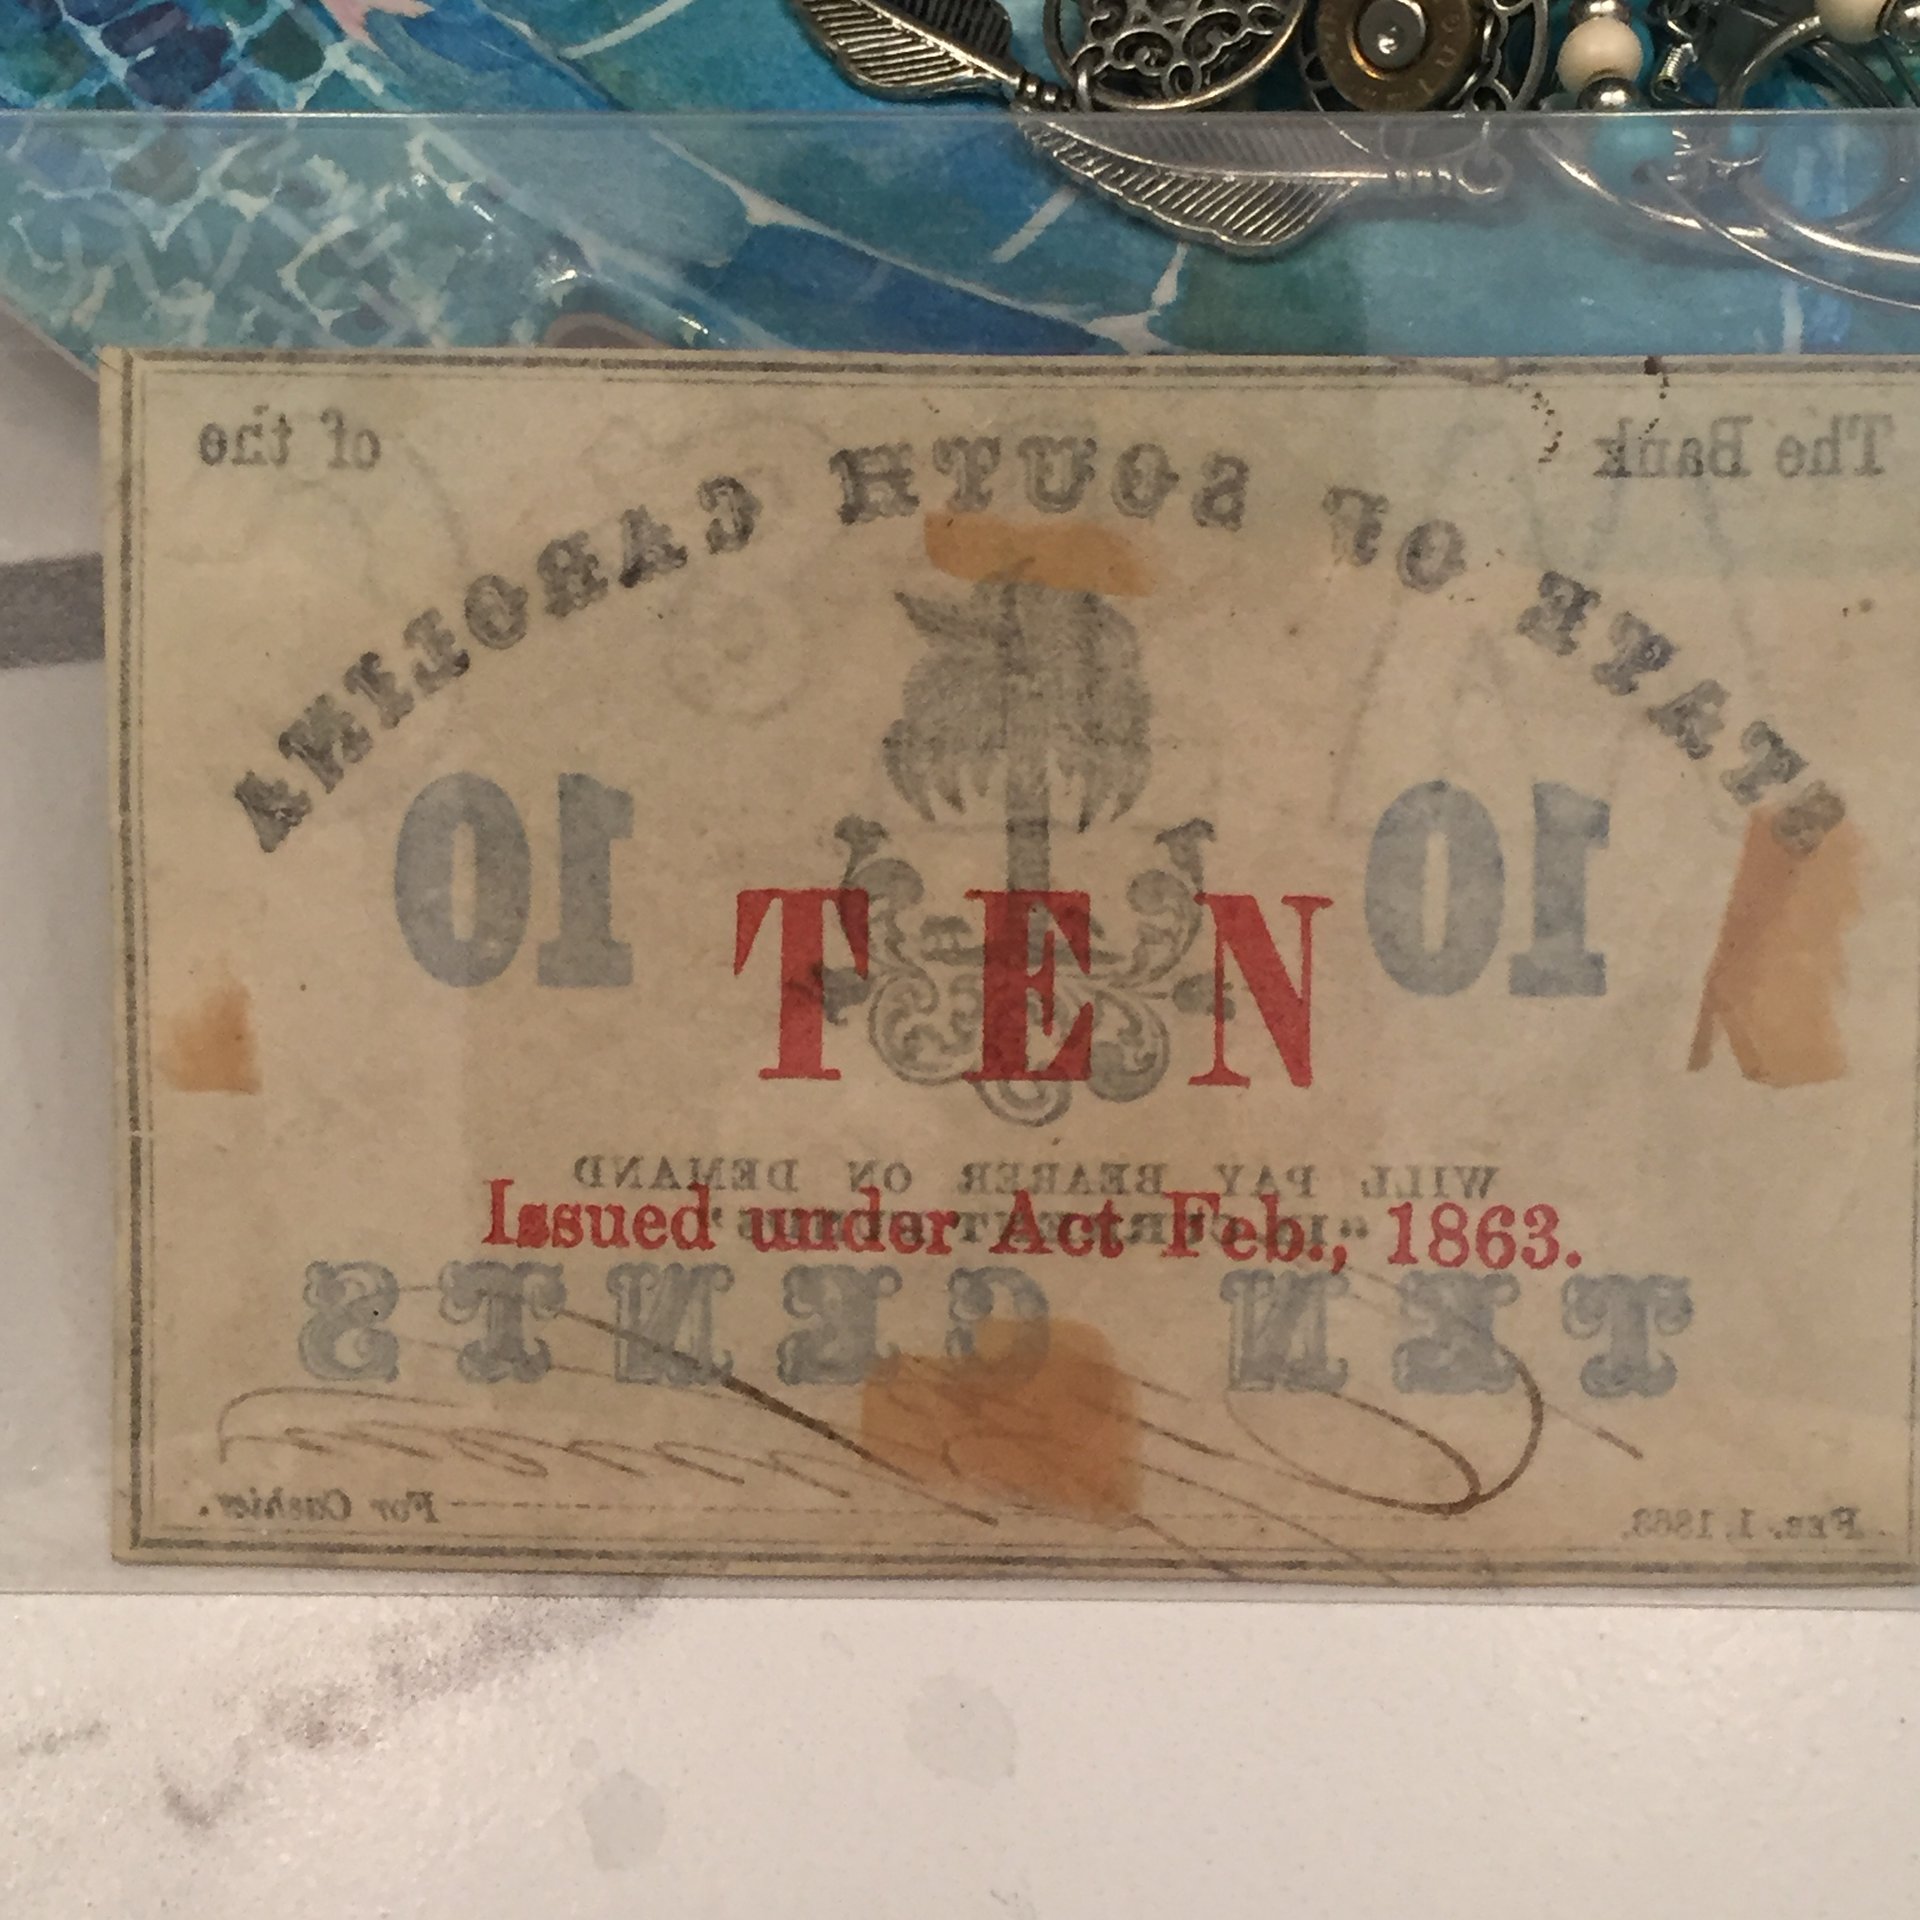 The Bank of the
STATE OF SOUTH CAROLINA
10 10
TEN
WILL PAY BEARER ON DEMAND
Issued under Act Feb., 1863.
TEN CENTS
FEB. 1, 1863. For Cashier.